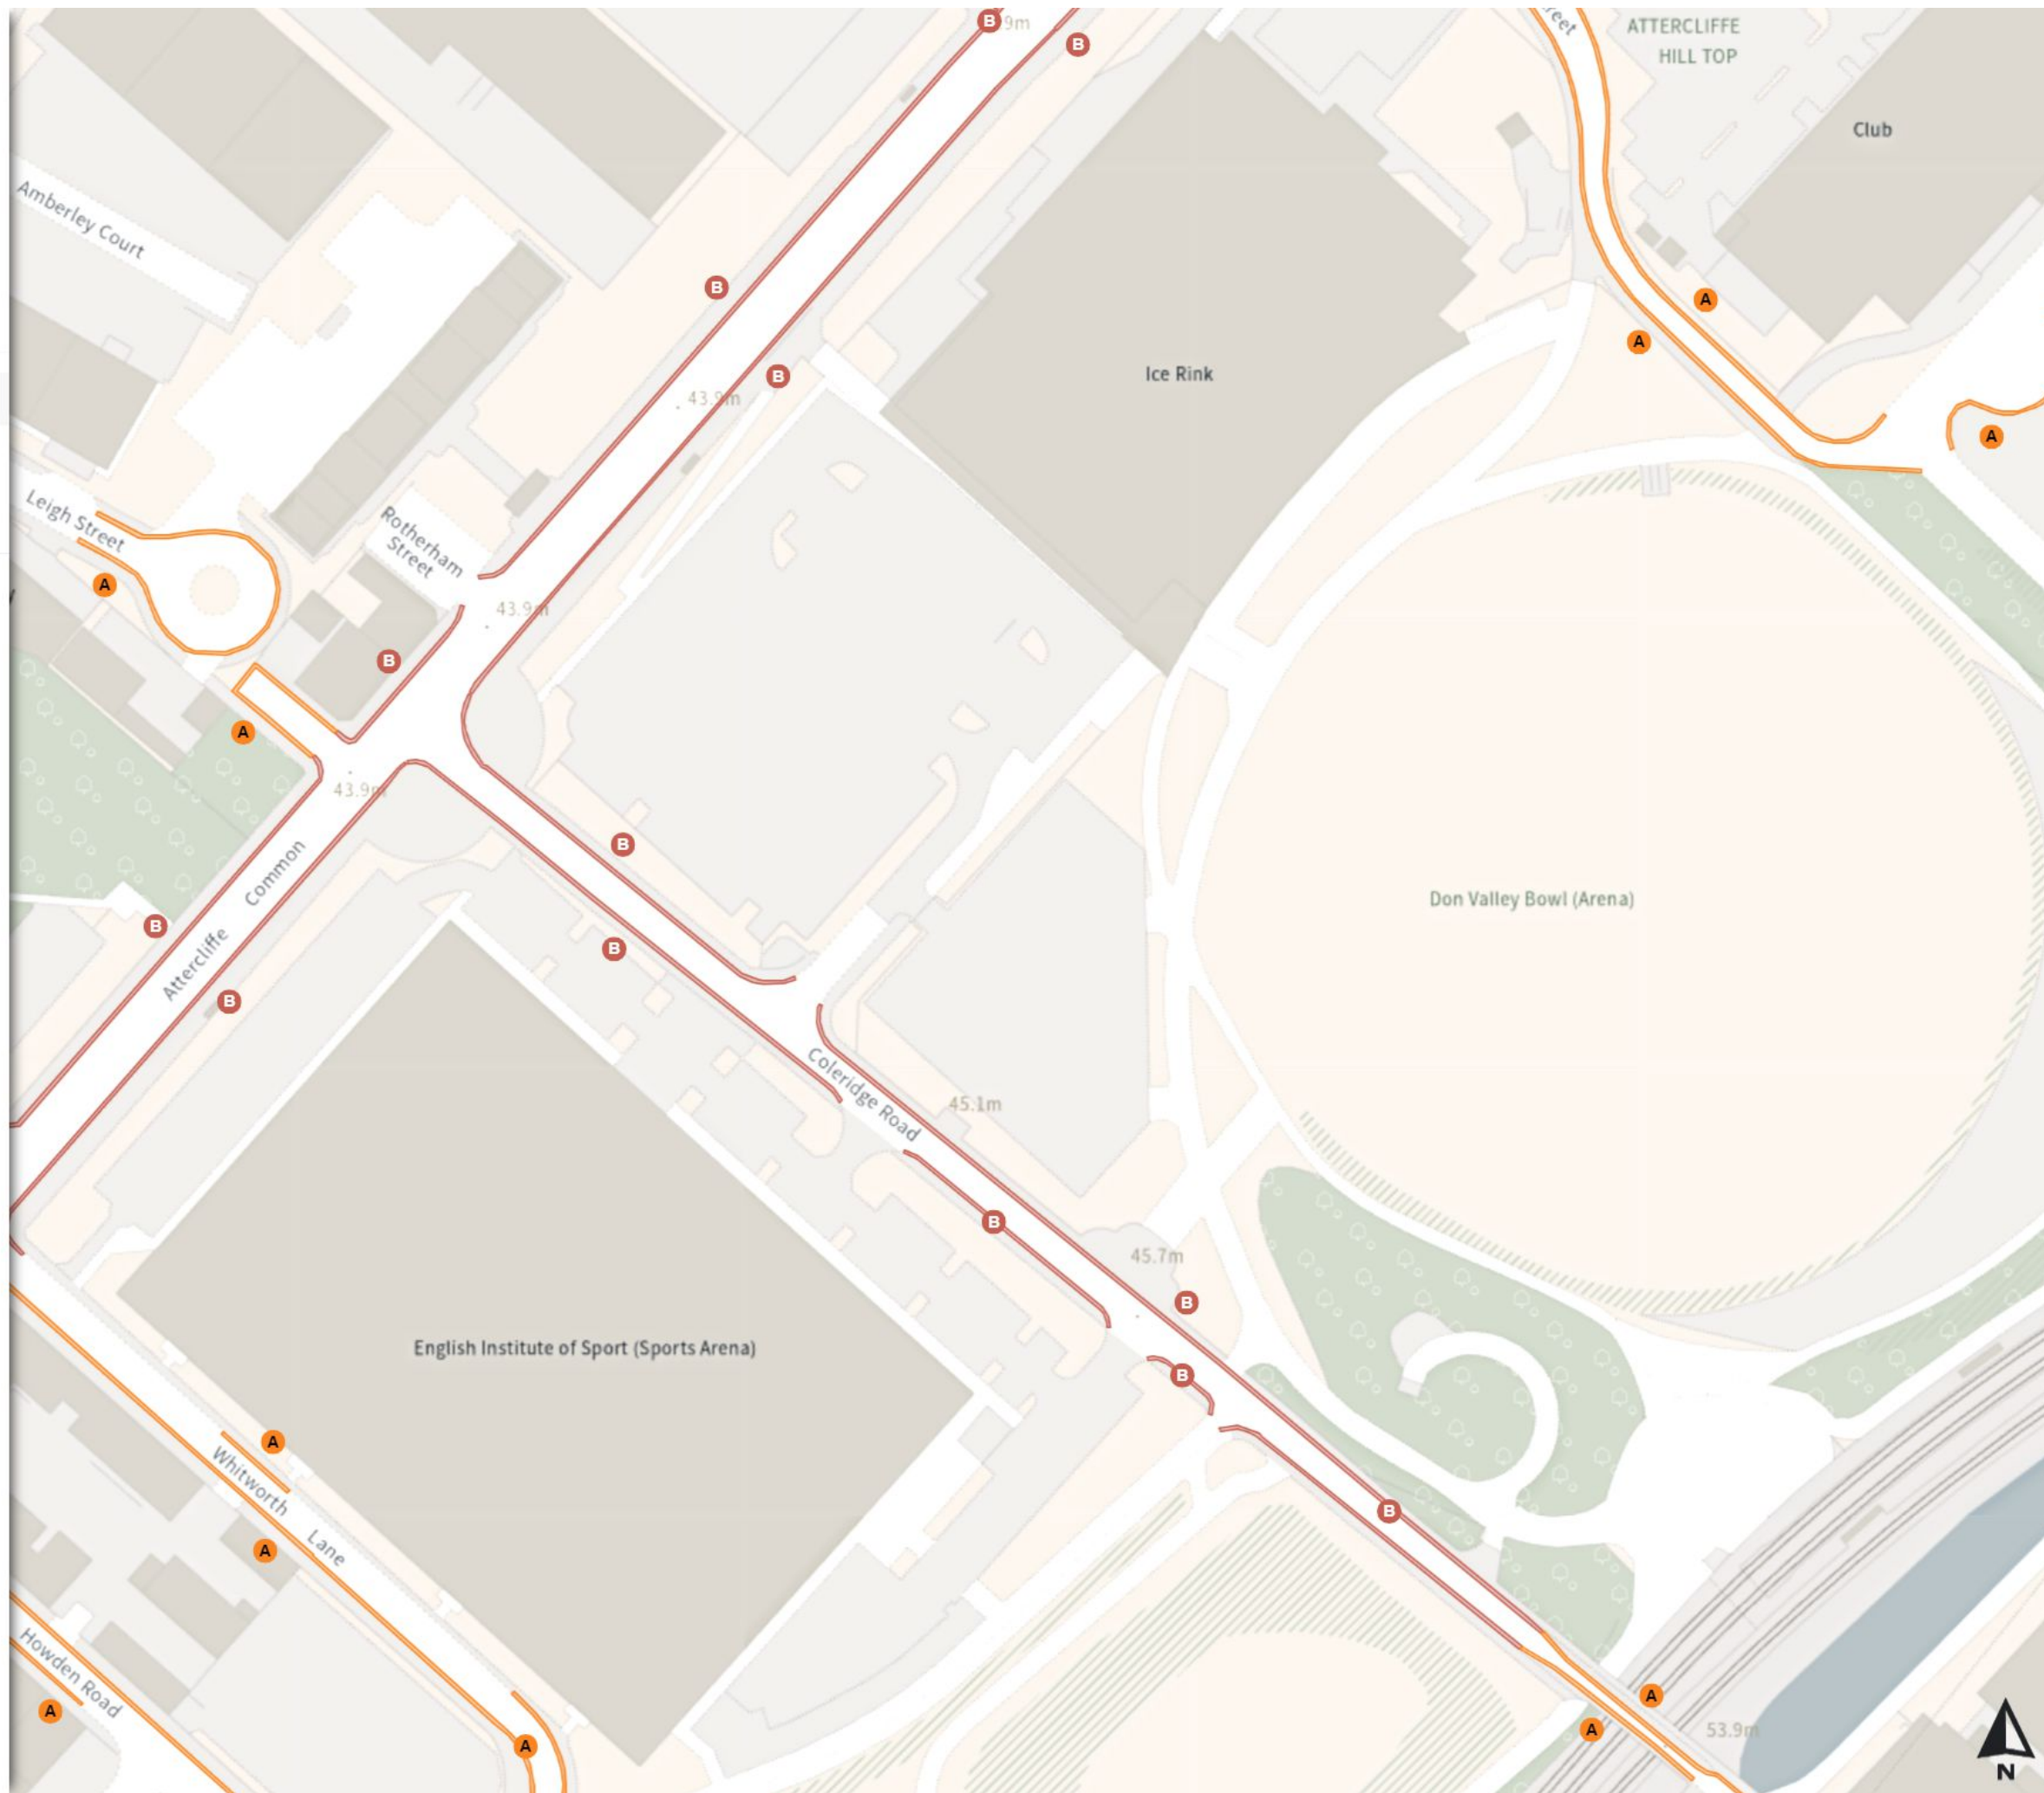 B
9m
B
reet
ATTERCLIFFE
HILL TOP
Club
Amberley Court
B
A
A
Ice Rink
B
43.9m
A
Leigh Street
Rotherham
Street
A
43.9m
B
A
43.9m
B
Attercliffe Common
Don Valley Bowl (Arena)
B
B
B
Coleridge Road
45.1m
B
45.7m
B
English Institute of Sport (Sports Arena)
B
A
Whitworth Lane
B
A
Howden Road
A
A
A
A
53.9m
N